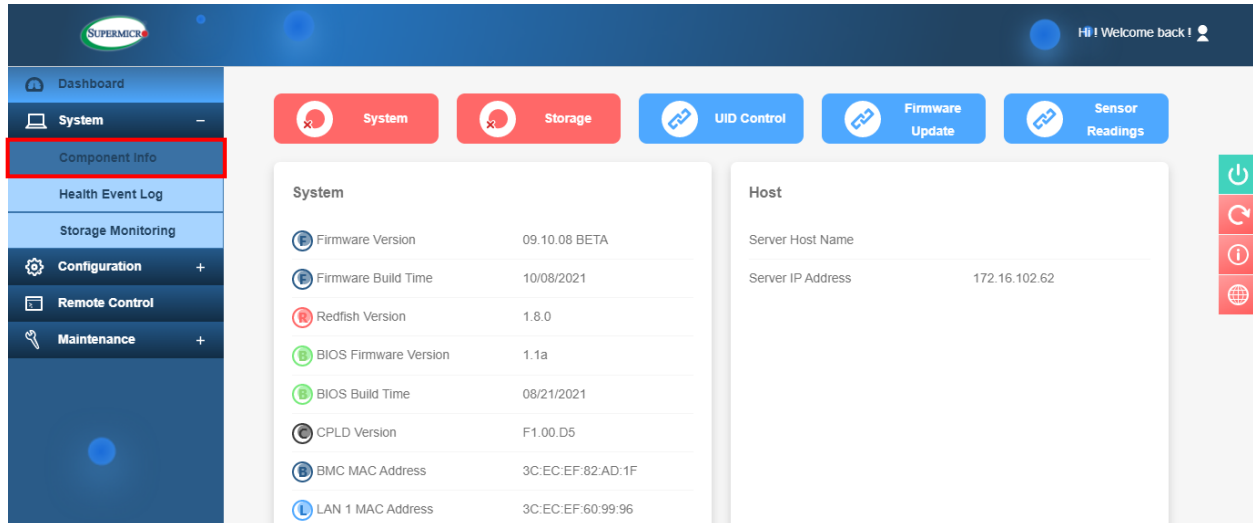 SUPERMICRO
Hi ! Welcome back !
Dashboard
System
Component Info
Health Event Log
Storage Monitoring
Configuration
Remote Control
Maintenance
System
Storage
UID Control
Firmware
Update
Sensor
Readings
System
F Firmware Version 09.10.08 BETA
F Firmware Build Time 10/08/2021
R Redfish Version 1.8.0
B BIOS Firmware Version 1.1a
B BIOS Build Time 08/21/2021
C CPLD Version F1.00.D5
B BMC MAC Address 3C:EC:EF:82:AD:1F
L LAN 1 MAC Address 3C:EC:EF:60:99:96
Host
Server Host Name
Server IP Address 172.16.102.62